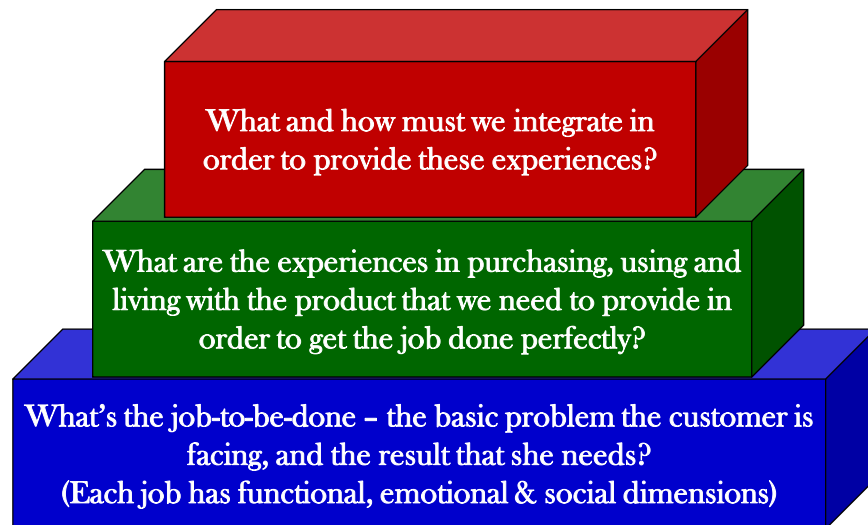 What and how must we integrate in
order to provide these experiences?
What are the experiences in purchasing, using and
living with the product that we need to provide in
order to get the job done perfectly?
What’s the job-to-be-done – the basic problem the customer is
facing, and the result that she needs?
(Each job has functional, emotional & social dimensions)